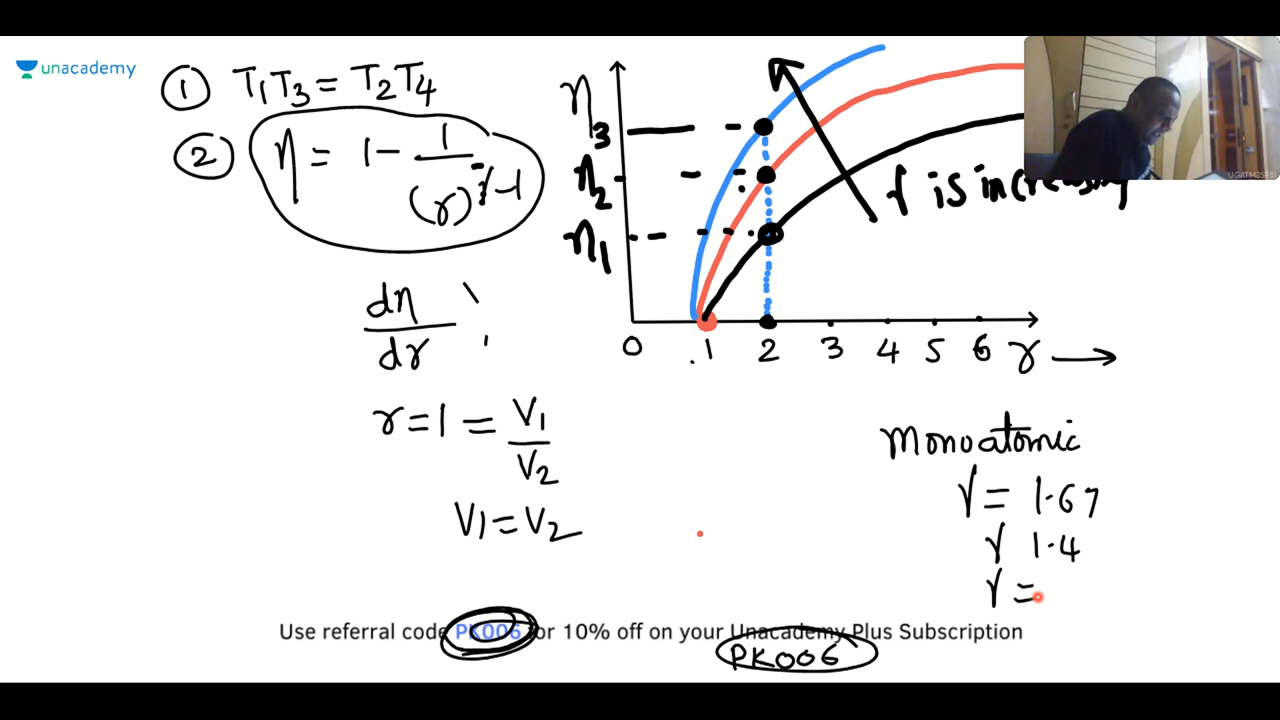 unacademy
① T₁T₃ = T₂T₄
② η = 1 - 1/(r)^γ-1
dη/dr
r = 1 = V₁/V₂
V₁ = V₂
η₃
η₂
η₁
γ is increasing
0 1 2 3 4 5 6 r →
Monoatomic
γ = 1.67
γ 1.4
γ =
Use referral code PK006 for 10% off on your Unacademy Plus Subscription
PK006